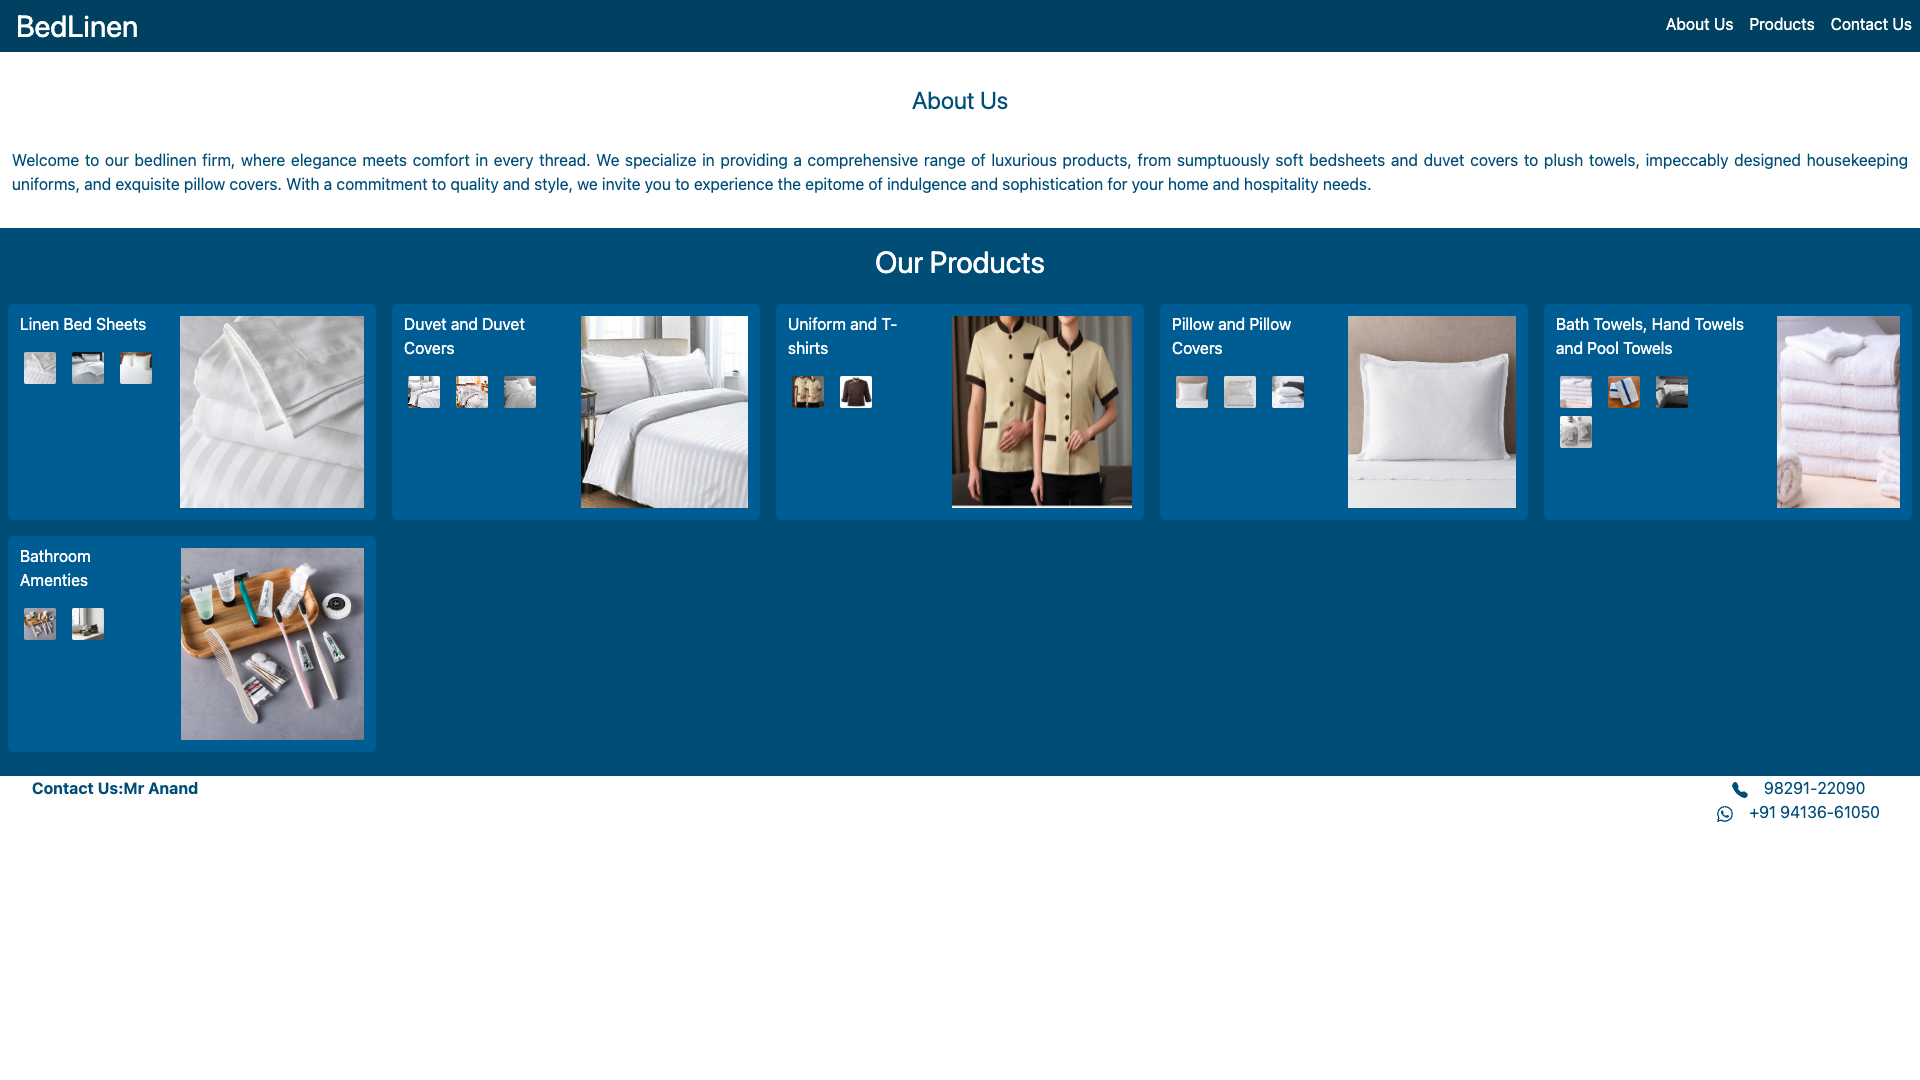 BedLinen
About Us
Products
Contact Us
About Us
Welcome to our bedlinen firm, where elegance meets comfort in every thread. We specialize in providing a comprehensive range of luxurious products, from sumptuously soft bedsheets and duvet covers to plush towels, impeccably designed housekeeping
uniforms, and exquisite pillow covers. With a commitment to quality and style, we invite you to experience the epitome of indulgence and sophistication for your home and hospitality needs.
Our Products
Linen Bed Sheets
Duvet and Duvet
Covers
Uniform and T-
shirts
Pillow and Pillow
Covers
Bath Towels, Hand Towels
and Pool Towels
Bathroom
Amenties
Contact Us:Mr Anand
98291-22090
+91 94136-61050